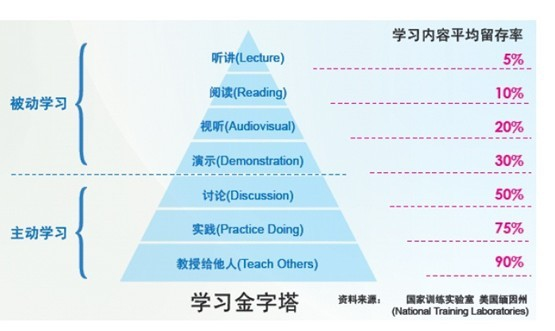 学习内容平均留存率
听讲(Lecture) 5%
阅读(Reading) 10%
被动学习
视听(Audiovisual) 20%
演示(Demonstration) 30%
讨论(Discussion) 50%
主动学习
实践(Practice Doing) 75%
教授给他人(Teach Others) 90%
学习金字塔
资料来源： 国家训练实验室 美国缅因州
(National Training Laboratories)